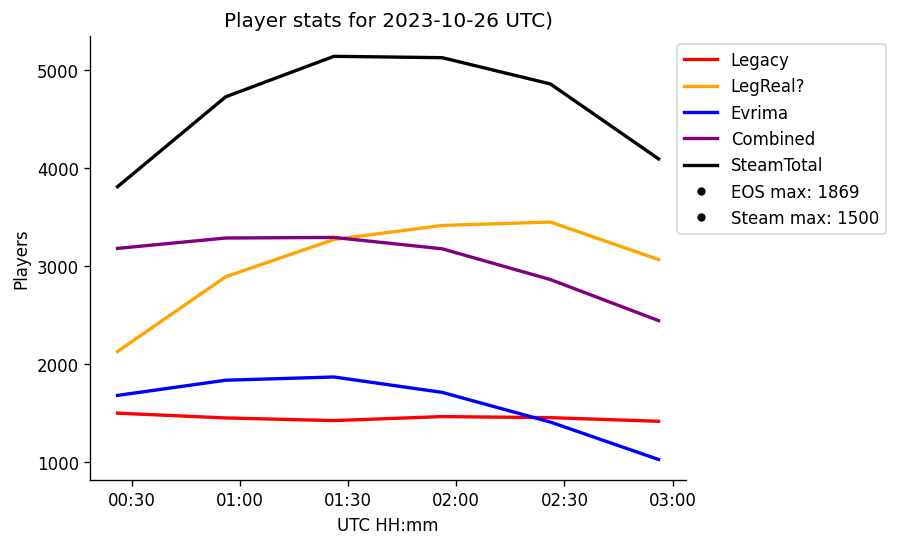 Player stats for 2023-10-26 UTC)
Players
5000
4000
3000
2000
1000
00:30 01:00 01:30 02:00 02:30 03:00
UTC HH:mm
Legacy
LegReal?
Evrima
Combined
SteamTotal
EOS max: 1869
Steam max: 1500